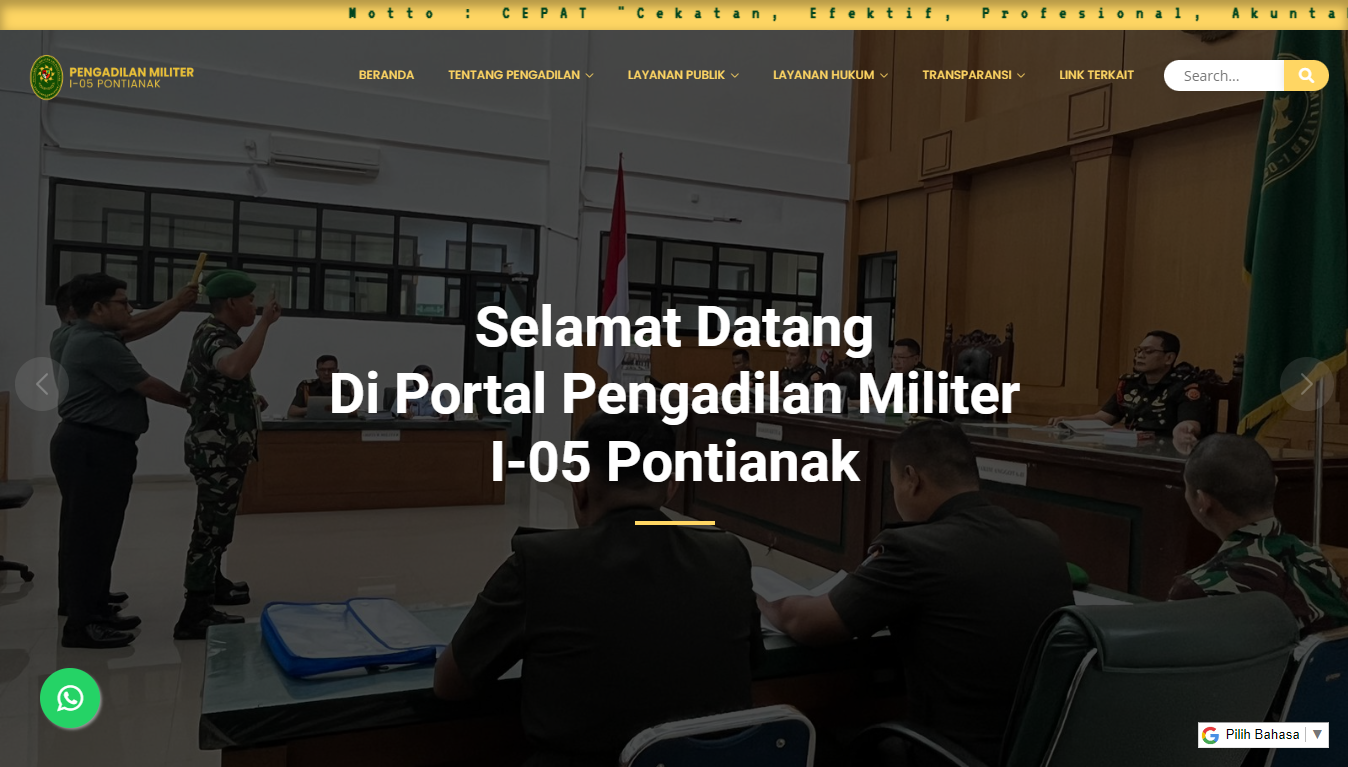 Motto : CEPAT "Cekatan, Efektif, Profesional,
PENGADILAN MILITER
I-05 PONTIANAK
BERANDA
TENTANG PENGADILAN
LAYANAN PUBLIK
LAYANAN HUKUM
TRANSPARANSI
LINK TERKAIT
Search...
Selamat Datang
Di Portal Pengadilan Militer
I-05 Pontianak
Pilih Bahasa ▼